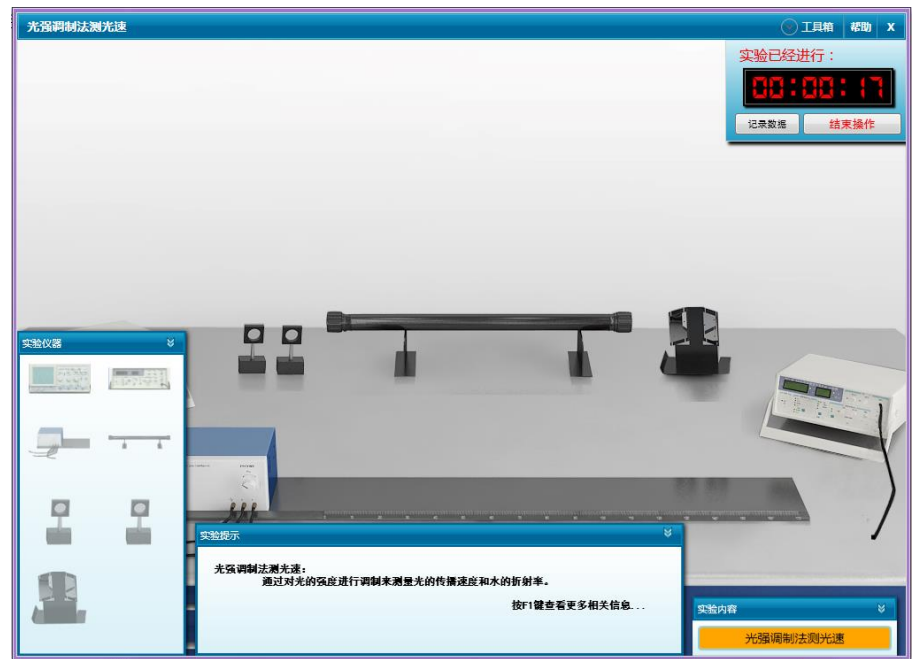 光强调制法测光速
工具箱 帮助 X
实验已经进行：
00:00:17
记录数据 结束操作
实验仪器
实验提示
光强调制法测光速：
通过对光的强度进行调制来测量光的传播速度和水的折射率。
按F1键查看更多相关信息...
实验内容
光强调制法测光速